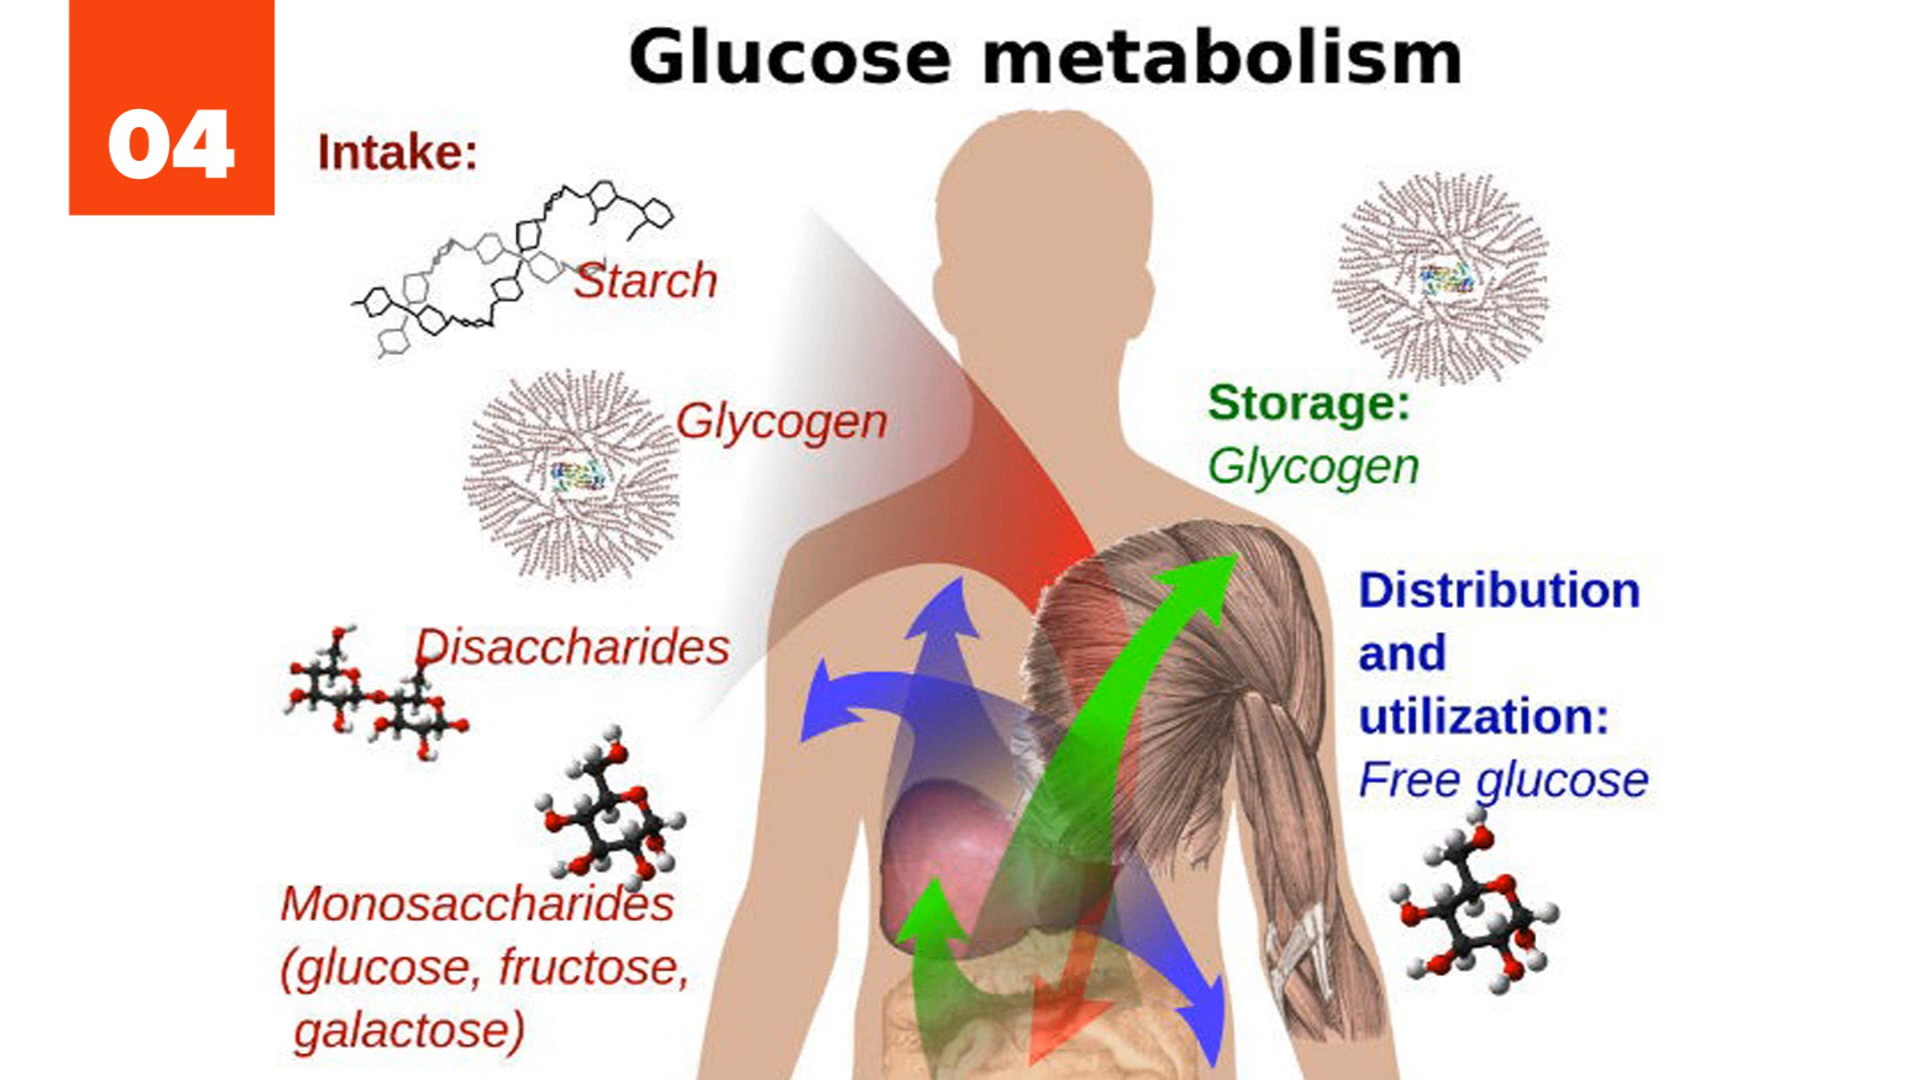 Glucose metabolism
04
Intake:
Starch
Glycogen
Disaccharides
Monosaccharides
(glucose, fructose,
galactose)
Storage:
Glycogen
Distribution
and
utilization:
Free glucose